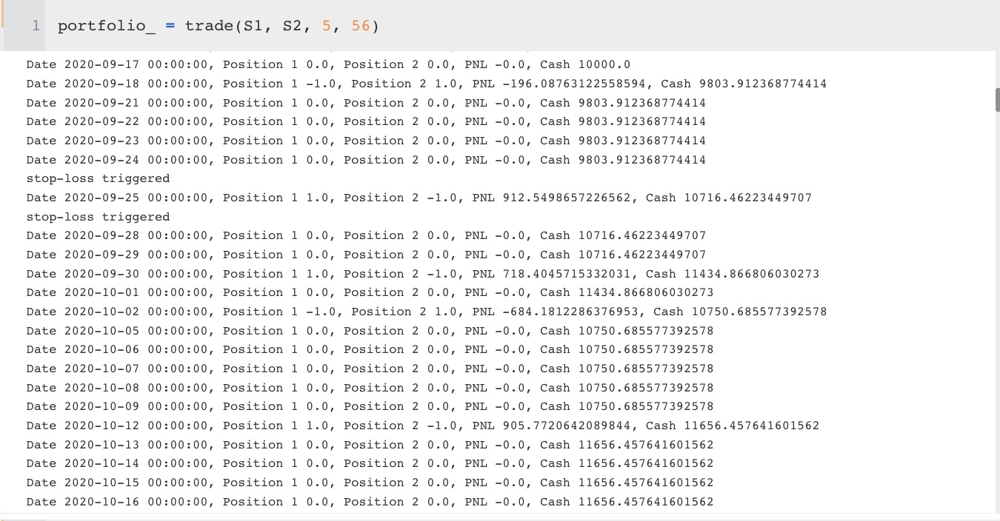 1 portfolio_ = trade(S1, S2, 5, 56)
Date 2020-09-17 00:00:00, Position 1 0.0, Position 2 0.0, PNL -0.0, Cash 10000.0
Date 2020-09-18 00:00:00, Position 1 -1.0, Position 2 1.0, PNL -196.08763122558594, Cash 9803.912368774414
Date 2020-09-21 00:00:00, Position 1 0.0, Position 2 0.0, PNL -0.0, Cash 9803.912368774414
Date 2020-09-22 00:00:00, Position 1 0.0, Position 2 0.0, PNL -0.0, Cash 9803.912368774414
Date 2020-09-23 00:00:00, Position 1 0.0, Position 2 0.0, PNL -0.0, Cash 9803.912368774414
Date 2020-09-24 00:00:00, Position 1 0.0, Position 2 0.0, PNL -0.0, Cash 9803.912368774414
stop-loss triggered
Date 2020-09-25 00:00:00, Position 1 1.0, Position 2 -1.0, PNL 912.5498657226562, Cash 10716.46223449707
stop-loss triggered
Date 2020-09-28 00:00:00, Position 1 0.0, Position 2 0.0, PNL -0.0, Cash 10716.46223449707
Date 2020-09-29 00:00:00, Position 1 0.0, Position 2 0.0, PNL -0.0, Cash 10716.46223449707
Date 2020-09-30 00:00:00, Position 1 1.0, Position 2 -1.0, PNL 718.4045715332031, Cash 11434.866806030273
Date 2020-10-01 00:00:00, Position 1 0.0, Position 2 0.0, PNL -0.0, Cash 11434.866806030273
Date 2020-10-02 00:00:00, Position 1 -1.0, Position 2 1.0, PNL -684.1812286376953, Cash 10750.685577392578
Date 2020-10-05 00:00:00, Position 1 0.0, Position 2 0.0, PNL -0.0, Cash 10750.685577392578
Date 2020-10-06 00:00:00, Position 1 0.0, Position 2 0.0, PNL -0.0, Cash 10750.685577392578
Date 2020-10-07 00:00:00, Position 1 0.0, Position 2 0.0, PNL -0.0, Cash 10750.685577392578
Date 2020-10-08 00:00:00, Position 1 0.0, Position 2 0.0, PNL -0.0, Cash 10750.685577392578
Date 2020-10-09 00:00:00, Position 1 0.0, Position 2 0.0, PNL -0.0, Cash 10750.685577392578
Date 2020-10-12 00:00:00, Position 1 1.0, Position 2 -1.0, PNL 905.7720642089844, Cash 11656.457641601562
Date 2020-10-13 00:00:00, Position 1 0.0, Position 2 0.0, PNL -0.0, Cash 11656.457641601562
Date 2020-10-14 00:00:00, Position 1 0.0, Position 2 0.0, PNL -0.0, Cash 11656.457641601562
Date 2020-10-15 00:00:00, Position 1 0.0, Position 2 0.0, PNL -0.0, Cash 11656.457641601562
Date 2020-10-16 00:00:00, Position 1 0.0, Position 2 0.0, PNL -0.0, Cash 11656.457641601562